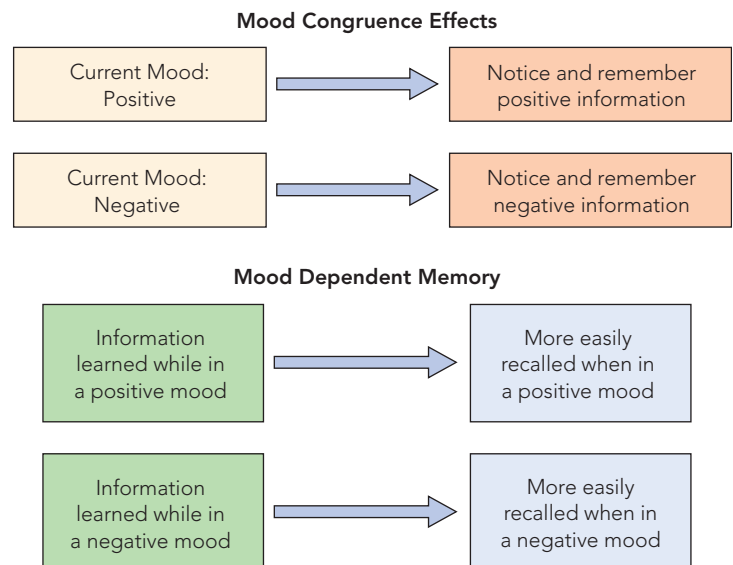 Mood Congruence Effects
Current Mood:
Positive
Notice and remember
positive information
Current Mood:
Negative
Notice and remember
negative information
Mood Dependent Memory
Information
learned while in
a positive mood
More easily
recalled when in
a positive mood
Information
learned while in
a negative mood
More easily
recalled when in
a negative mood